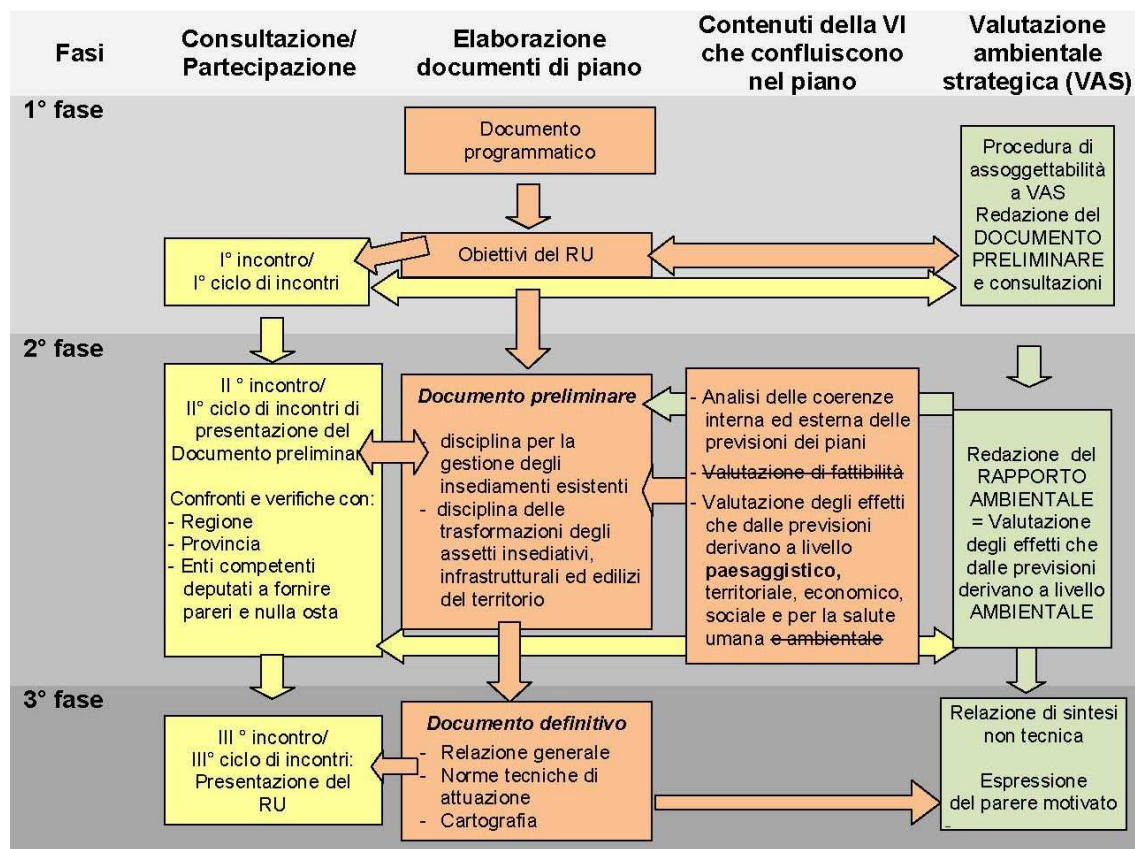 Fasi
Consultazione/
Partecipazione
Elaborazione
documenti di piano
Contenuti della VI
che confluiscono
nel piano
Valutazione
ambientale
strategica (VAS)
1° fase
Documento
programmatico
Obiettivi del RU
I° incontro/
I° ciclo di incontri
Procedura di
assoggettabilità
a VAS
Redazione del
DOCUMENTO
PRELIMINARE
e consultazioni
2° fase
II ° incontro/
II° ciclo di incontri di
presentazione del
Documento preliminar
Confronti e verifiche con:
- Regione
- Provincia
- Enti competenti
deputati a fornire
pareri e nulla osta
Documento preliminare
- disciplina per la
gestione degli
insediamenti esistenti
- disciplina delle
trasformazioni degli
assetti insediativi,
infrastrutturali ed edilizi
del territorio
- Analisi delle coerenze
interna ed esterna delle
previsioni dei piani
- Valutazione di fattibilità
- Valutazione degli effetti
che dalle previsioni
derivano a livello
paesaggistico,
territoriale, economico,
sociale e per la salute
umana e ambientale
Redazione del
RAPPORTO
AMBIENTALE
= Valutazione
degli effetti che
dalle previsioni
derivano a livello
AMBIENTALE
3° fase
III ° incontro/
III° ciclo di incontri:
Presentazione del
RU
Documento definitivo
- Relazione generale
- Norme tecniche di
attuazione
- Cartografia
Relazione di sintesi
non tecnica
Espressione
del parere motivato
-